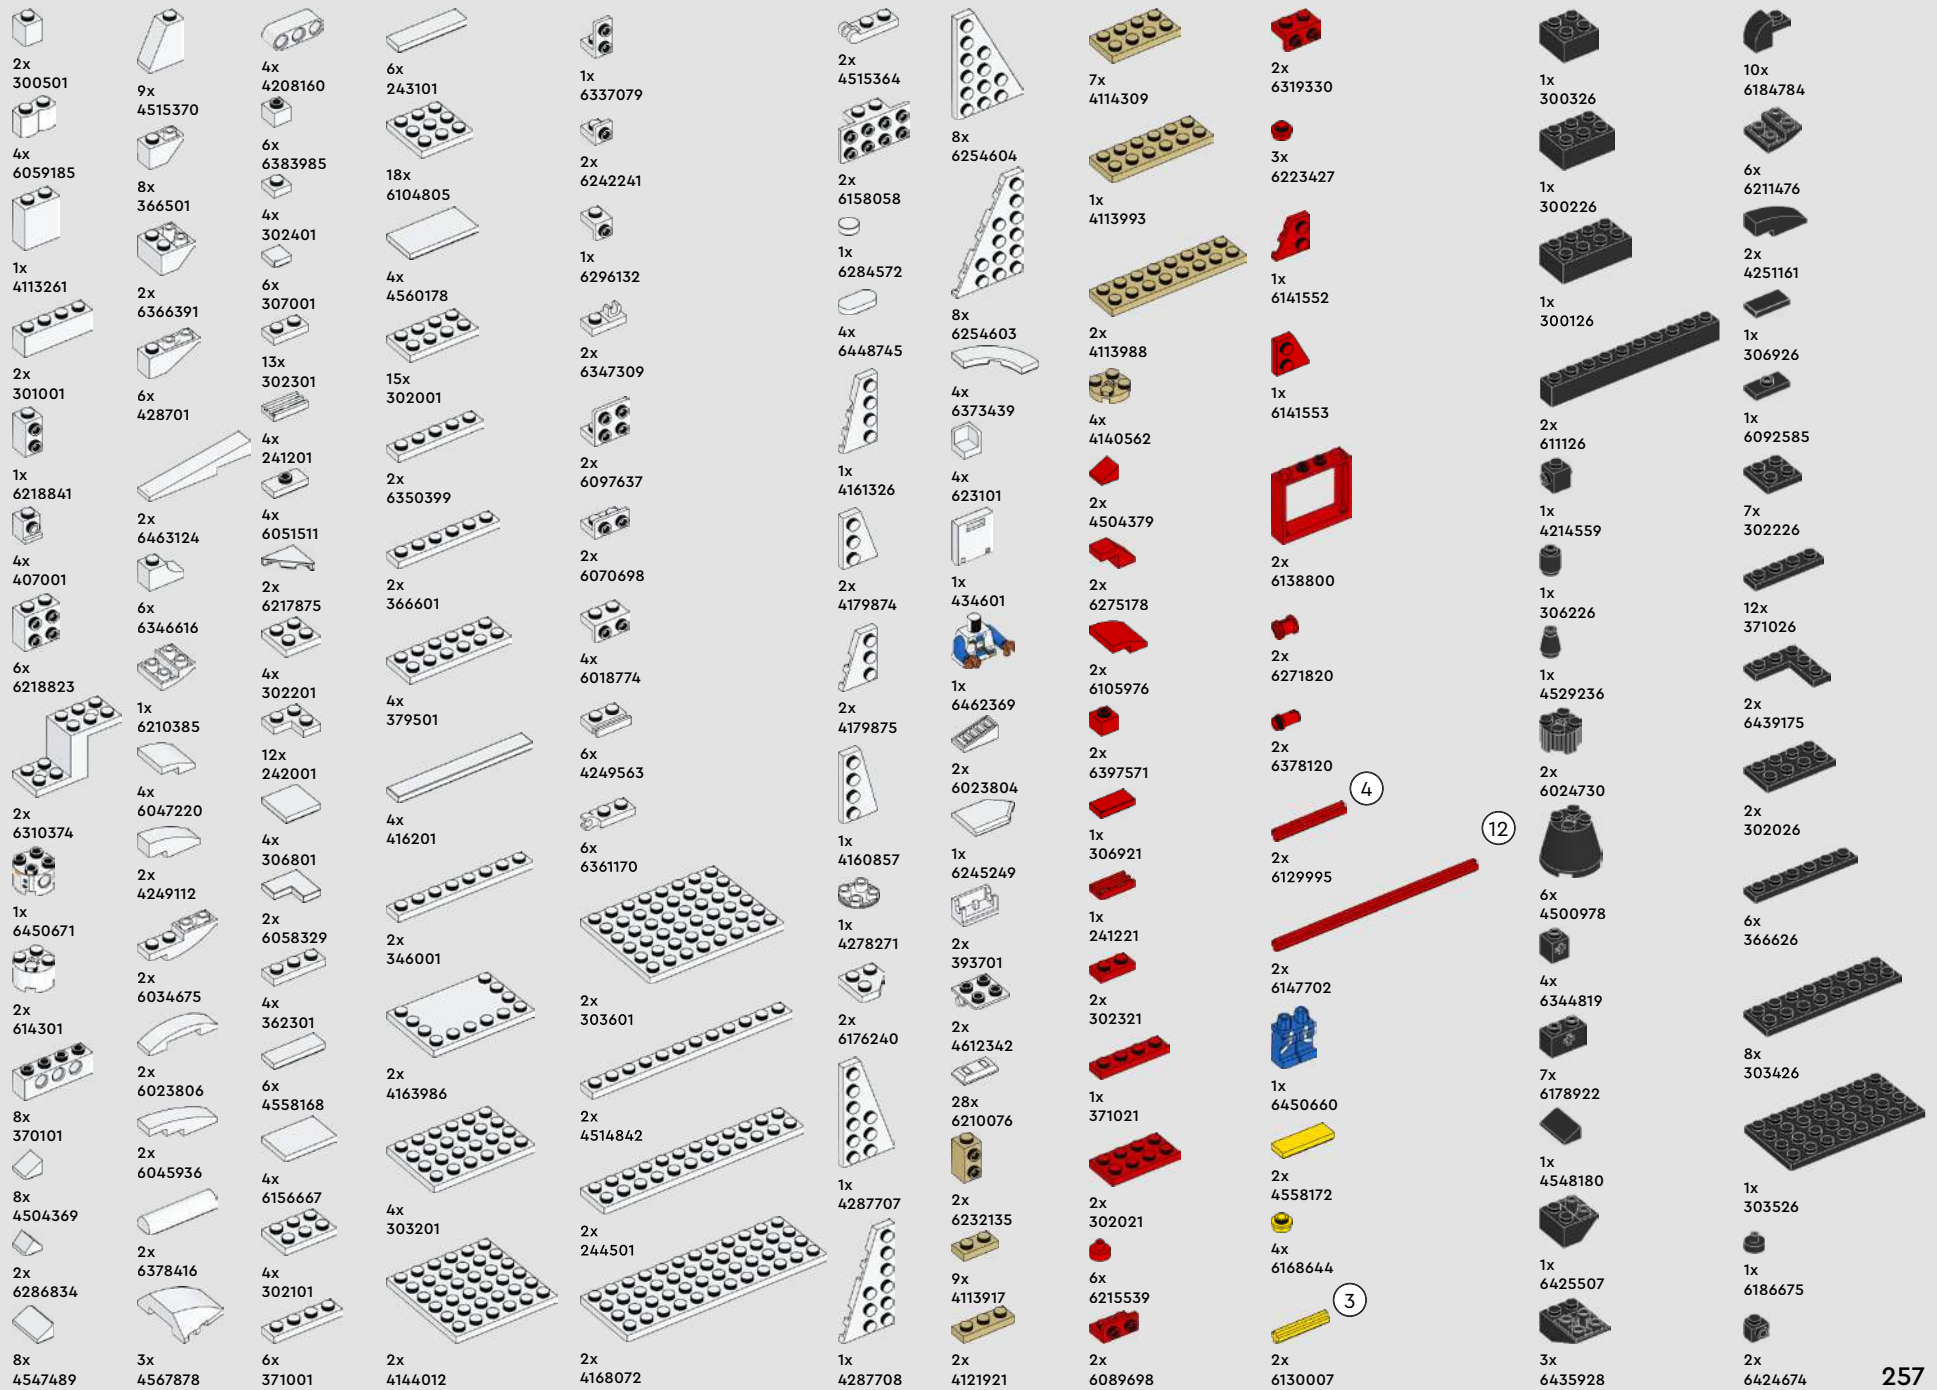 2x
300501
4x
6059185
1x
4113261
2x
301001
1x
6218841
4x
407001
6x
6218823
2x
6310374
1x
6450671
2x
614301
8x
370101
8x
4504369
2x
6286834
8x
4547489
9x
4515370
8x
366501
2x
6366391
6x
428701
2x
6463124
6x
6346616
1x
6210385
4x
6047220
2x
4249112
2x
6034675
2x
6023806
2x
6045936
2x
6378416
3x
4567878
4x
4208160
6x
6383985
4x
302401
6x
307001
13x
302301
4x
241201
4x
6051511
2x
6217875
4x
302201
12x
242001
4x
306801
2x
6058329
4x
362301
6x
4558168
4x
6156667
4x
302101
6x
371001
6x
243101
18x
6104805
4x
4560178
15x
302001
2x
6350399
2x
366601
4x
379501
4x
416201
2x
346001
2x
4163986
4x
303201
2x
4144012
1x
6337079
2x
6242241
1x
6296132
2x
6347309
2x
6097637
2x
6070698
4x
6018774
6x
4249563
6x
6361170
2x
303601
2x
4514842
2x
244501
2x
4168072
2x
4515364
2x
6158058
1x
6284572
4x
6448745
1x
4161326
2x
4179874
2x
4179875
1x
4160857
1x
4278271
2x
6176240
1x
4287707
1x
4287708
8x
6254604
8x
6254603
4x
6373439
4x
623101
1x
434601
1x
6462369
2x
6023804
1x
6245249
2x
393701
2x
4612342
28x
6210076
2x
6232135
9x
4113917
2x
4121921
7x
4114309
1x
4113993
2x
4113988
4x
4140562
2x
4504379
2x
6275178
2x
6105976
2x
6397571
1x
306921
1x
241221
2x
302321
1x
371021
2x
302021
6x
6215539
2x
6089698
2x
6319330
3x
6223427
1x
6141552
1x
6141553
2x
6138800
2x
6271820
2x
6378120
4
2x
6129995
12
2x
6147702
1x
6450660
2x
4558172
4x
6168644
3
2x
6130007
1x
300326
1x
300226
1x
300126
2x
611126
1x
4214559
1x
306226
1x
4529236
2x
6024730
6x
4500978
4x
6344819
7x
6178922
1x
4548180
1x
6425507
3x
6435928
10x
6184784
6x
6211476
2x
4251161
1x
306926
1x
6092585
7x
302226
12x
371026
2x
6439175
2x
302026
6x
366626
8x
303426
1x
303526
1x
6186675
2x
6424674
257